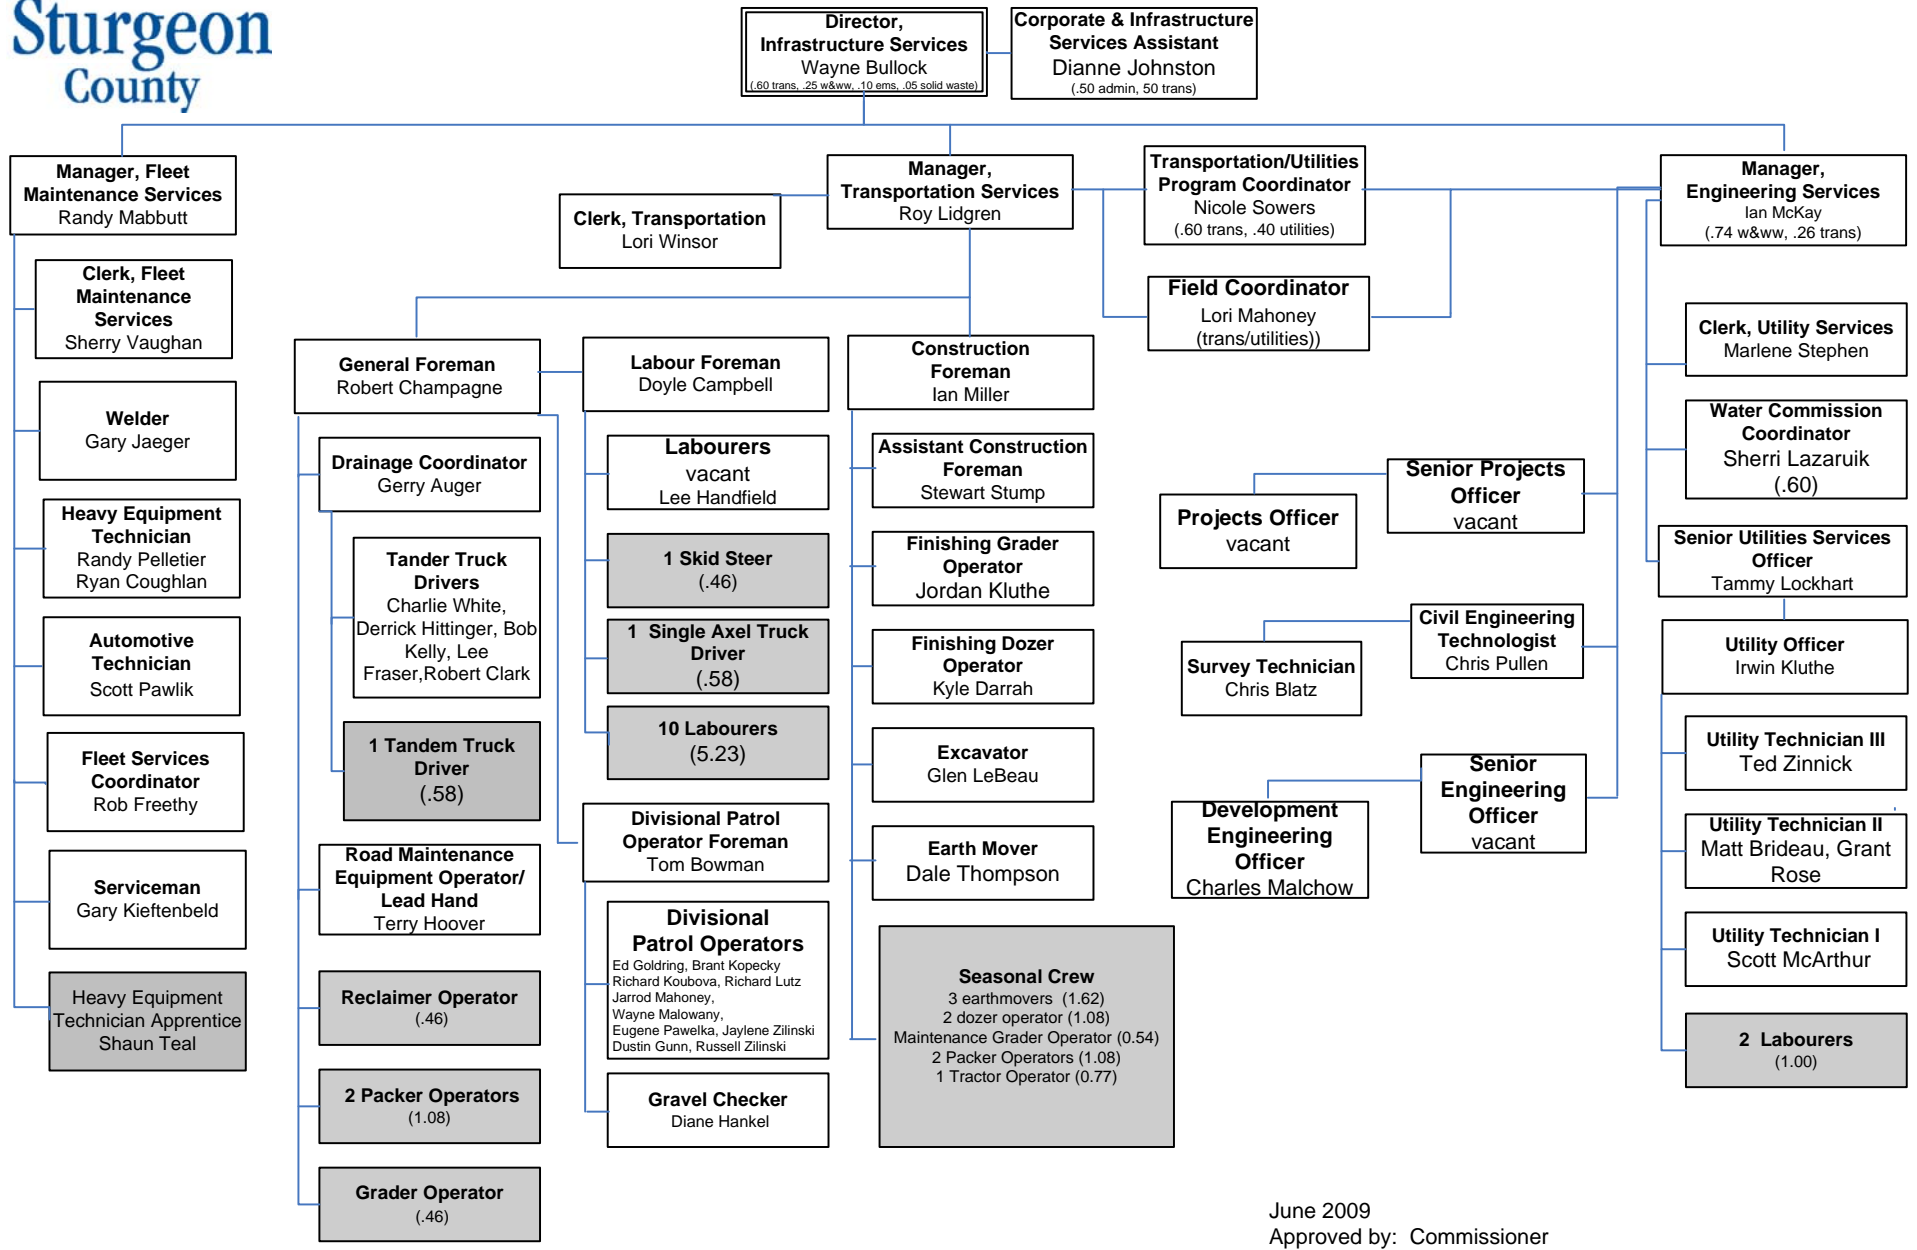 Sturgeon
County
Director,
Infrastructure Services
Wayne Bullock
(.60 trans, .25 w&ww, .10 ems, .05 solid waste)
Corporate & Infrastructure
Services Assistant
Dianne Johnston
(.50 admin, 50 trans)
Manager, Fleet
Maintenance Services
Randy Mabbutt
Clerk, Fleet
Maintenance
Services
Sherry Vaughan
Welder
Gary Jaeger
Heavy Equipment
Technician
Randy Pelletier
Ryan Coughlan
Automotive
Technician
Scott Pawlik
Fleet Services
Coordinator
Rob Freethy
Serviceman
Gary Kieftenbeld
Heavy Equipment
Technician Apprentice
Shaun Teal
Manager,
Transportation Services
Roy Lidgren
Clerk, Transportation
Lori Winsor
Transportation/Utilities
Program Coordinator
Nicole Sowers
(.60 trans, .40 utilities)
Field Coordinator
Lori Mahoney
(trans/utilities))
General Foreman
Robert Champagne
Drainage Coordinator
Gerry Auger
Tander Truck
Drivers
Charlie White,
Derrick Hittinger, Bob
Kelly, Lee
Fraser,Robert Clark
1 Tandem Truck
Driver
(.58)
Road Maintenance
Equipment Operator/
Lead Hand
Terry Hoover
Reclaimer Operator
(.46)
2 Packer Operators
(1.08)
Grader Operator
(.46)
Labour Foreman
Doyle Campbell
Labourers
vacant
Lee Handfield
1 Skid Steer
(.46)
1  Single Axel Truck
Driver
(.58)
10 Labourers
(5.23)
Divisional Patrol
Operator Foreman
Tom Bowman
Divisional
Patrol Operators
Ed Goldring, Brant Kopecky
Richard Koubova, Richard Lutz
Jarrod Mahoney,
Wayne Malowany,
Eugene Pawelka, Jaylene Zilinski
Dustin Gunn, Russell Zilinski
Gravel Checker
Diane Hankel
Construction
Foreman
Ian Miller
Assistant Construction
Foreman
Stewart Stump
Finishing Grader
Operator
Jordan Kluthe
Finishing Dozer
Operator
Kyle Darrah
Excavator
Glen LeBeau
Earth Mover
Dale Thompson
Seasonal Crew
3 earthmovers  (1.62)
2 dozer operator (1.08)
Maintenance Grader Operator (0.54)
2 Packer Operators (1.08)
1 Tractor Operator (0.77)
Manager,
Engineering Services
Ian McKay
(.74 w&ww, .26 trans)
Senior Projects
Officer
vacant
Projects Officer
vacant
Civil Engineering
Technologist
Chris Pullen
Survey Technician
Chris Blatz
Senior
Engineering
Officer
vacant
Development
Engineering
Officer
Charles Malchow
Clerk, Utility Services
Marlene Stephen
Water Commission
Coordinator
Sherri Lazaruik
(.60)
Senior Utilities Services
Officer
Tammy Lockhart
Utility Officer
Irwin Kluthe
Utility Technician III
Ted Zinnick
Utility Technician II
Matt Brideau, Grant
Rose
Utility Technician I
Scott McArthur
2  Labourers
(1.00)
June 2009
Approved by:  Commissioner